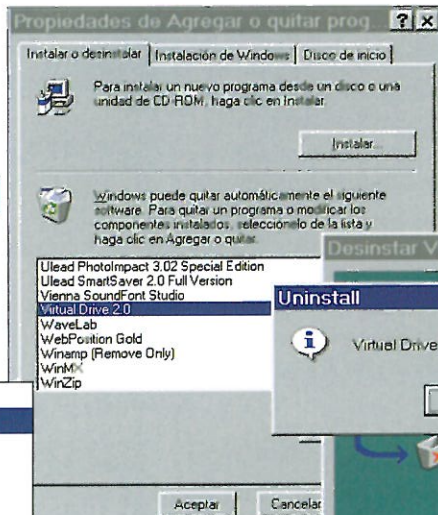 Propiedades de Agregar o quitar prog.
Instalar o desinstalar
Instalación de Windows
Disco de inicio
Para instalar un nuevo programa desde un disco o una
unidad de CD-ROM, haga clic en Instalar.
Instalar...
Windows puede quitar automáticamente el siguiente
software. Para quitar un programa o modificar los
componentes instalados, selecciónelo de la lista y
haga clic en Agregar o quitar.
Ulead PhotoImpact 3.02 Special Edition
Ulead SmartSaver 2.0 Full Version
Vienna SoundFont Studio
Virtual Drive 2.0
WaveLab
WebPosition Gold
Winamp (Remove Only)
WinMX
WinZip
Desinstar V
Uninstall
Virtual Drive
Aceptar
Cancelar